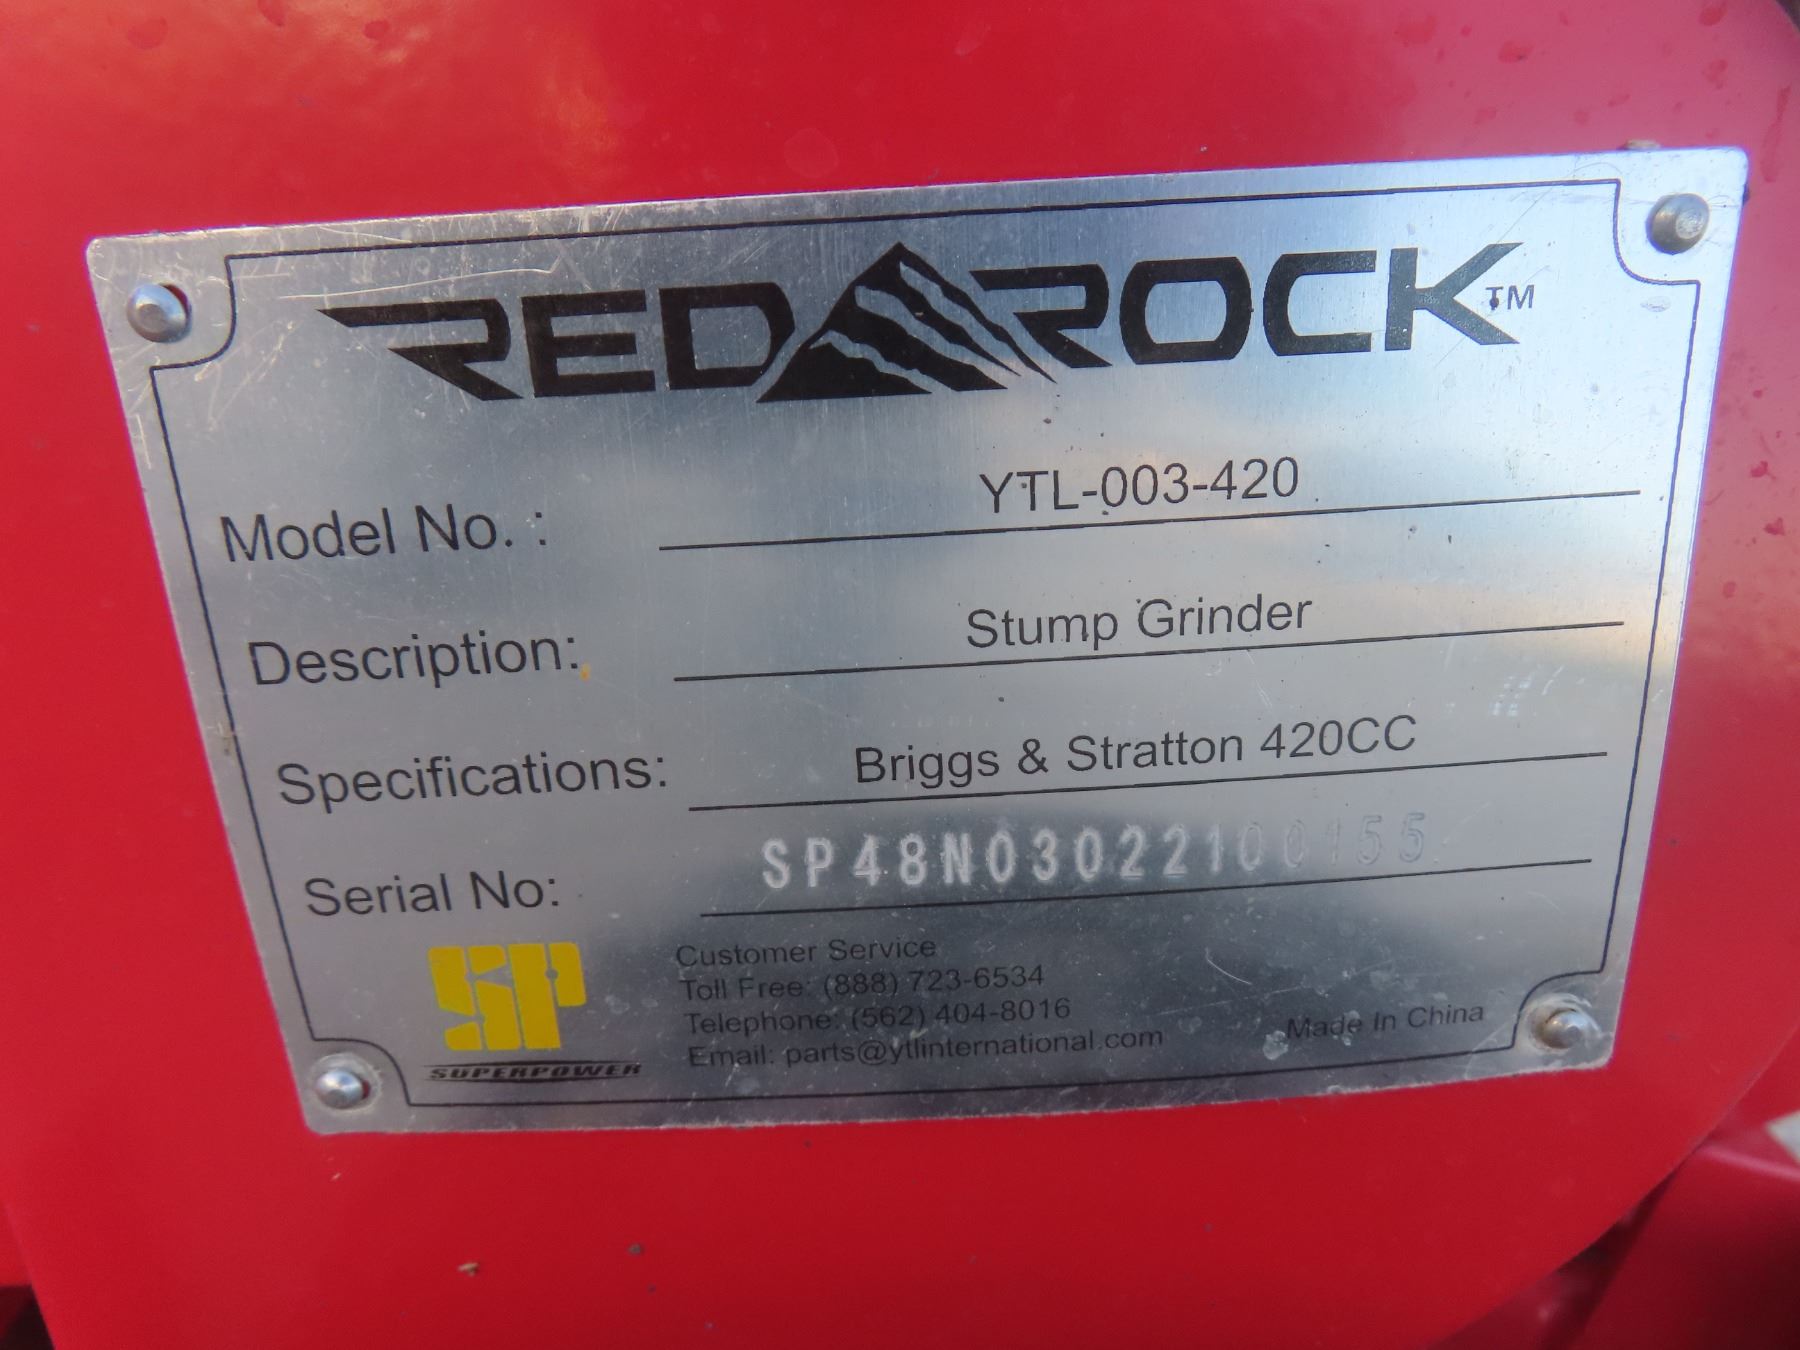 REDROCK™
Model No. : YTL-003-420
Description: Stump Grinder
Specifications: Briggs & Stratton 420CC
Serial No: SP48N03022100155
SP
SUPERPOWER
Customer Service
Toll Free: (888) 723-6534
Telephone: (562) 404-8016
Email: parts@ytlinternational.com
Made In China